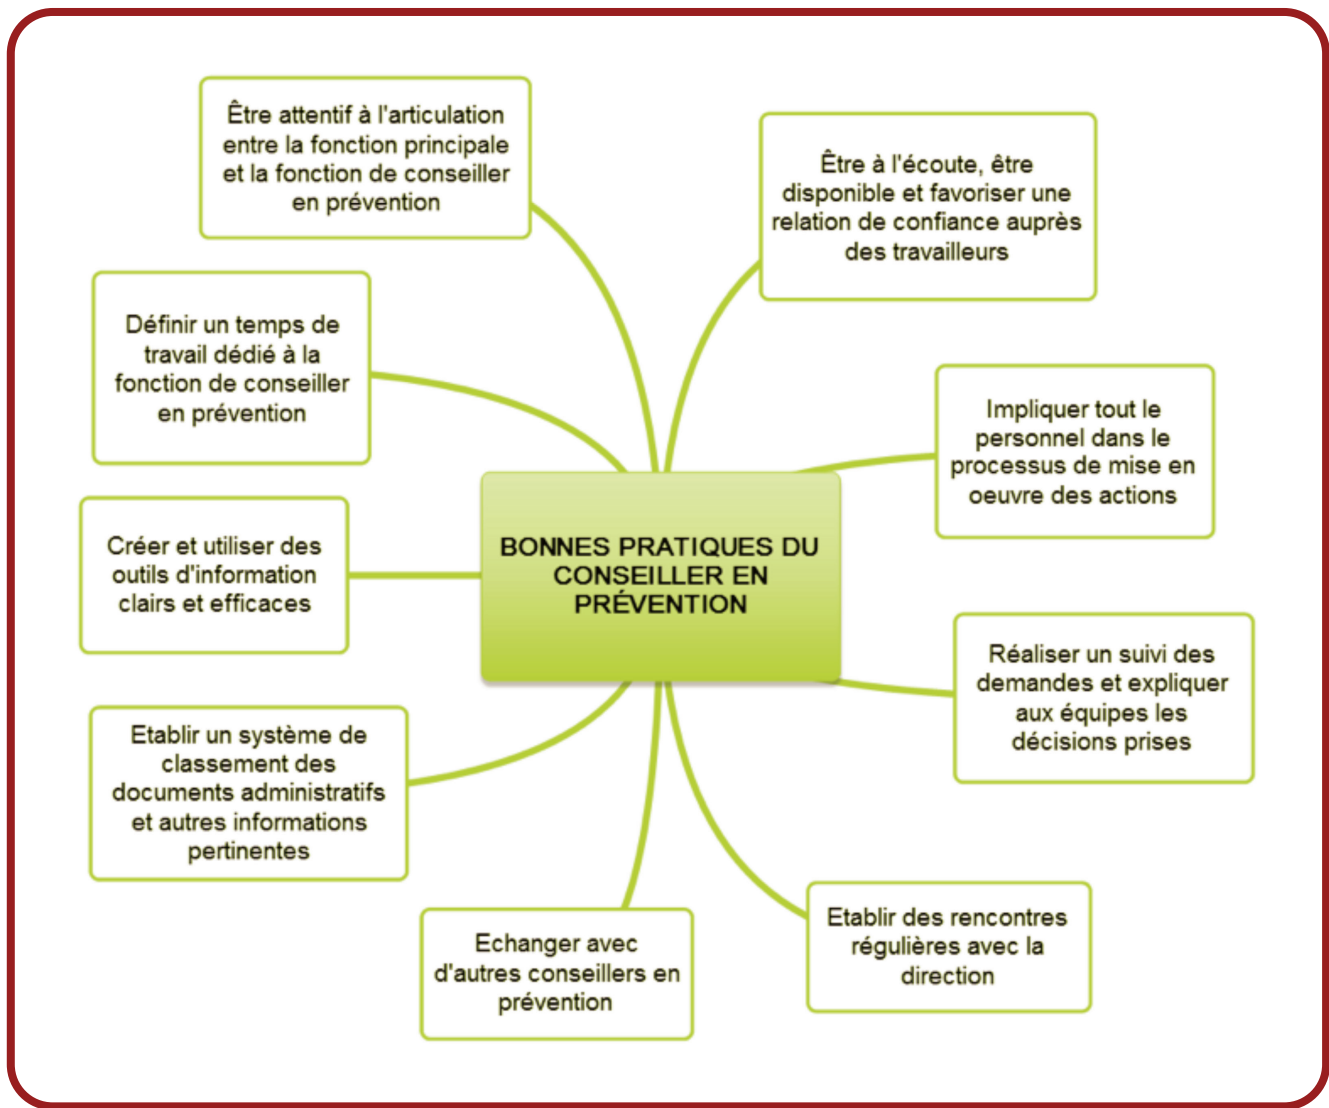 Être attentif à l'articulation
entre la fonction principale
et la fonction de conseiller
en prévention
Être à l'écoute, être
disponible et favoriser une
relation de confiance auprès
des travailleurs
Définir un temps de
travail dédié à la
fonction de conseiller
en prévention
Impliquer tout le
personnel dans le
processus de mise en
oeuvre des actions
Créer et utiliser des
outils d'information
clairs et efficaces
BONNES PRATIQUES DU
CONSEILLER EN
PRÉVENTION
Réaliser un suivi des
demandes et expliquer
aux équipes les
décisions prises
Etablir un système de
classement des
documents administratifs
et autres informations
pertinentes
Echanger avec
d'autres conseillers en
prévention
Etablir des rencontres
régulières avec la
direction